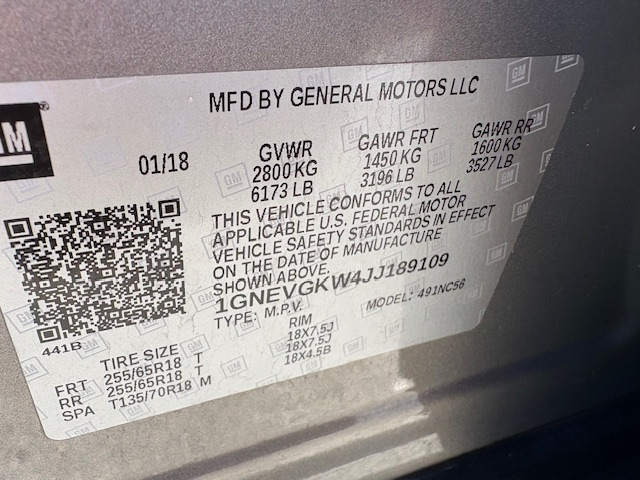 GM
MFD BY GENERAL MOTORS LLC
01/18
GVWR
2800 KG
6173 LB
GAWR FRT
1450 KG
3196 LB
GAWR RR
1600 KG
3527 LB
THIS VEHICLE CONFORMS TO ALL
APPLICABLE U.S. FEDERAL MOTOR
VEHICLE SAFETY STANDARDS IN EFFECT
ON THE DATE OF MANUFACTURE
SHOWN ABOVE.
1GNEVGKW4JJ189109
TYPE: M.P.V. MODEL: 491NC56
441B
TIRE SIZE RIM
FRT 255/65R18 T 18X7.5J
RR 255/65R18 T 18X7.5J
SPA T135/70R18 M 18X4.5B